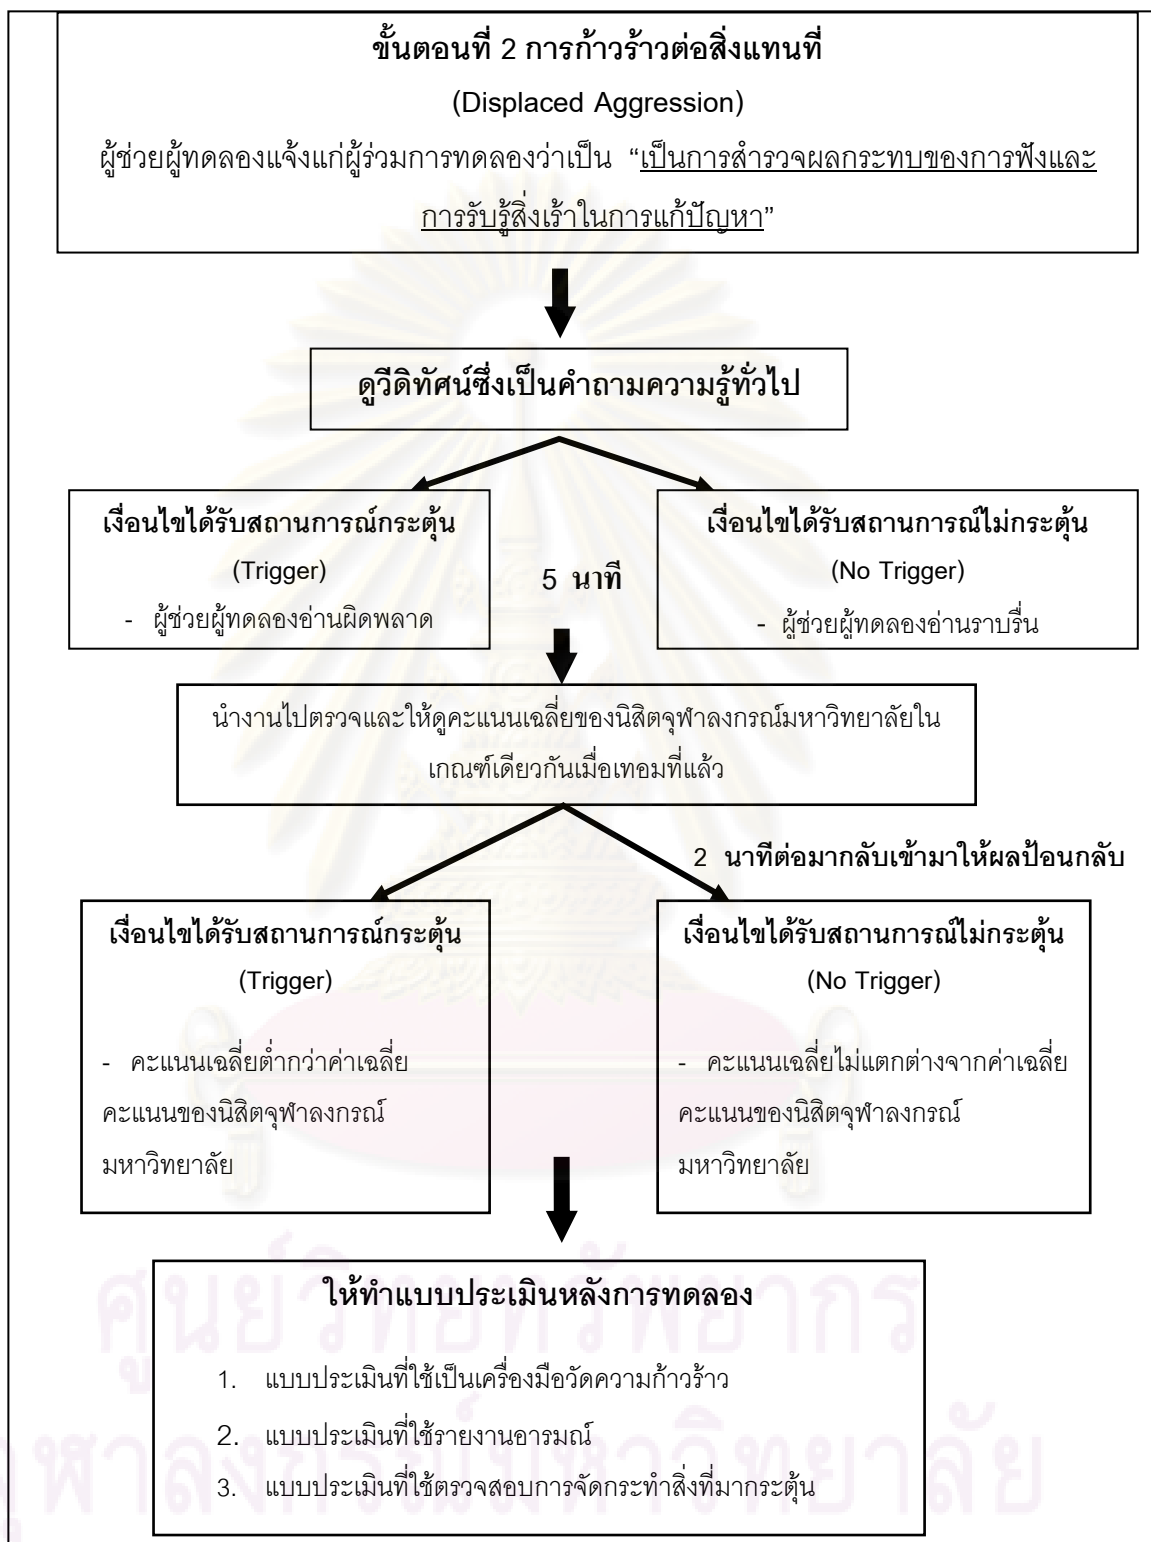 ขั้นตอนที่ 2 การก้าวร้าวต่อสิ่งแทนที่
(Displaced Aggression)
ผู้ช่วยผู้ทดลองแจ้งแก่ผู้ร่วมการทดลองว่าเป็น “เป็นการสำรวจผลกระทบของการฟังและ
การรับรู้สิ่งเร้าในการแก้ปัญหา”
ดูวีดิทัศน์ซึ่งเป็นคำถามความรู้ทั่วไป
เงื่อนไขได้รับสถานการณ์กระตุ้น
(Trigger)
- ผู้ช่วยผู้ทดลองอ่านผิดพลาด
5 นาที
เงื่อนไขได้รับสถานการณ์ไม่กระตุ้น
(No Trigger)
- ผู้ช่วยผู้ทดลองอ่านราบรื่น
นำงานไปตรวจและให้ดูคะแนนเฉลี่ยของนิสิตจุฬาลงกรณ์มหาวิทยาลัยใน
เกณฑ์เดียวกันเมื่อเทอมที่แล้ว
2 นาทีต่อมากลับเข้ามาให้ผลป้อนกลับ
เงื่อนไขได้รับสถานการณ์กระตุ้น
(Trigger)
- คะแนนเฉลี่ยต่ำกว่าค่าเฉลี่ย
คะแนนของนิสิตจุฬาลงกรณ์
มหาวิทยาลัย
เงื่อนไขได้รับสถานการณ์ไม่กระตุ้น
(No Trigger)
- คะแนนเฉลี่ยไม่แตกต่างจากค่าเฉลี่ย
คะแนนของนิสิตจุฬาลงกรณ์
มหาวิทยาลัย
ให้ทำแบบประเมินหลังการทดลอง
1. แบบประเมินที่ใช้เป็นเครื่องมือวัดความก้าวร้าว
2. แบบประเมินที่ใช้รายงานอารมณ์
3. แบบประเมินที่ใช้ตรวจสอบการจัดกระทำสิ่งที่มากระตุ้น
ศูนย์วิทยทรัพยากร
จุฬาลงกรณ์มหาวิทยาลัย